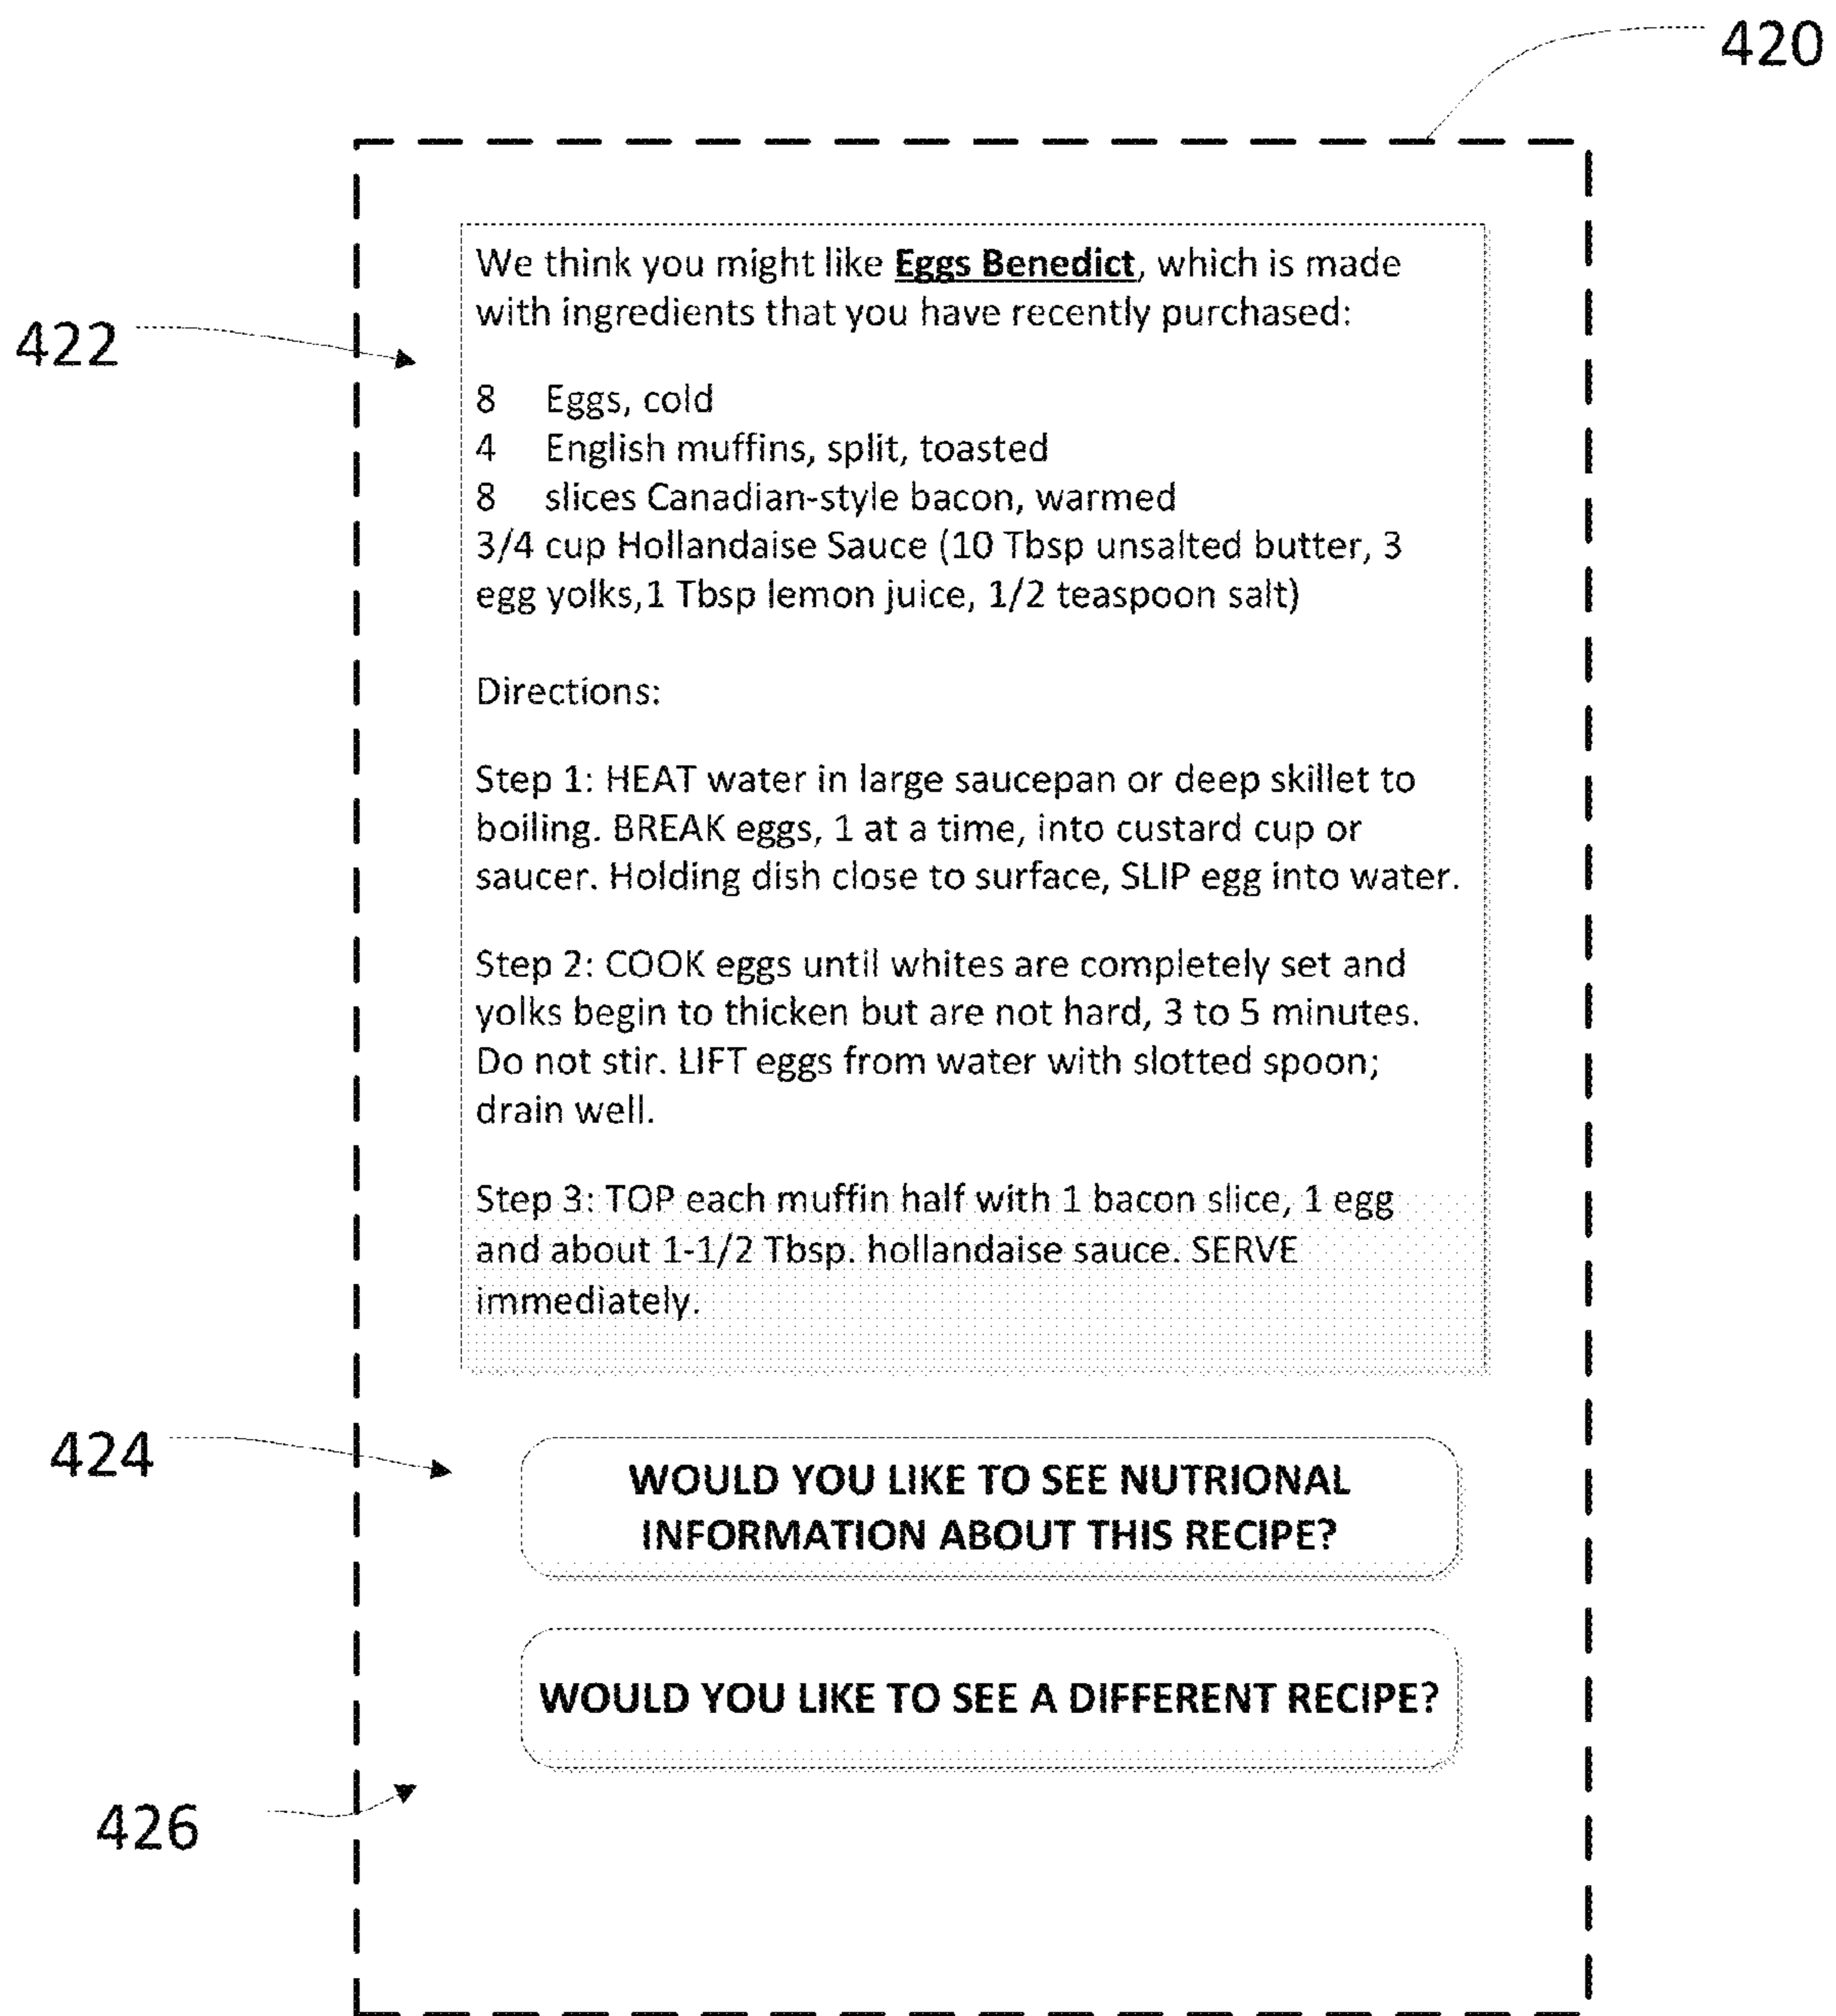 420
We think you might like Eggs Benedict, which is made
with ingredients that you have recently purchased:
422
8 Eggs, cold
4 English muffins, split, toasted
8 slices Canadian-style bacon, warmed
3/4 cup Hollandaise Sauce (10 Tbsp unsalted butter, 3
egg yolks,1 Tbsp lemon juice, 1/2 teaspoon salt)
Directions:
Step 1: HEAT water in large saucepan or deep skillet to
boiling. BREAK eggs, 1 at a time, into custard cup or
saucer. Holding dish close to surface, SLIP egg into water.
Step 2: COOK eggs until whites are completely set and
yolks begin to thicken but are not hard, 3 to 5 minutes.
Do not stir. LIFT eggs from water with slotted spoon;
drain well.
Step 3: TOP each muffin half with 1 bacon slice, 1 egg
and about 1-1/2 Tbsp. hollandaise sauce. SERVE
immediately.
424
WOULD YOU LIKE TO SEE NUTRIONAL
INFORMATION ABOUT THIS RECIPE?
WOULD YOU LIKE TO SEE A DIFFERENT RECIPE?
426